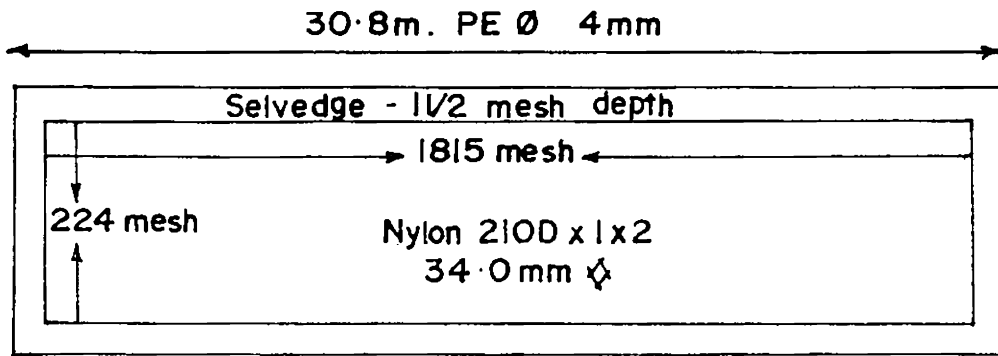 30.8m. PE Ø 4mm
Selvedge - 1 1/2 mesh depth
1815 mesh
224 mesh
Nylon 210D x 1 x 2
34.0 mm